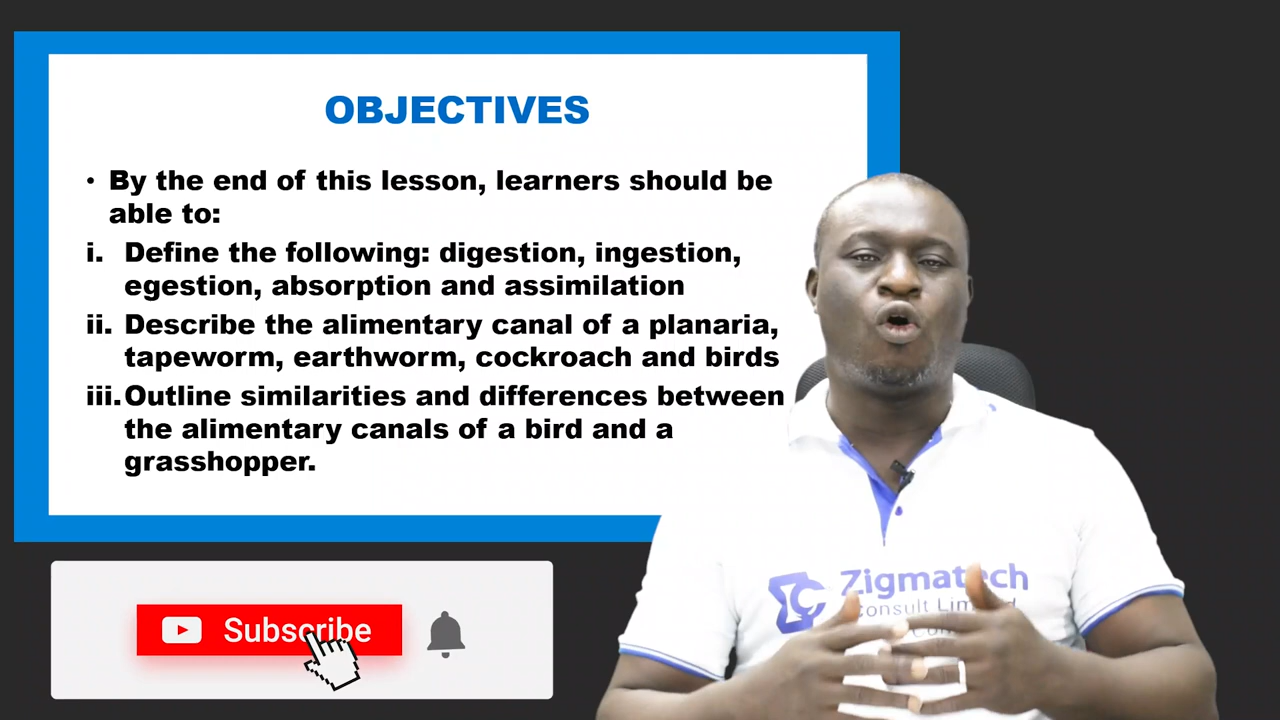 OBJECTIVES
• By the end of this lesson, learners should be
able to:
i. Define the following: digestion, ingestion,
egestion, absorption and assimilation
ii. Describe the alimentary canal of a planaria,
tapeworm, earthworm, cockroach and birds
iii. Outline similarities and differences between
the alimentary canals of a bird and a
grasshopper.
Subscribe
Zigmatech
Consult Limited